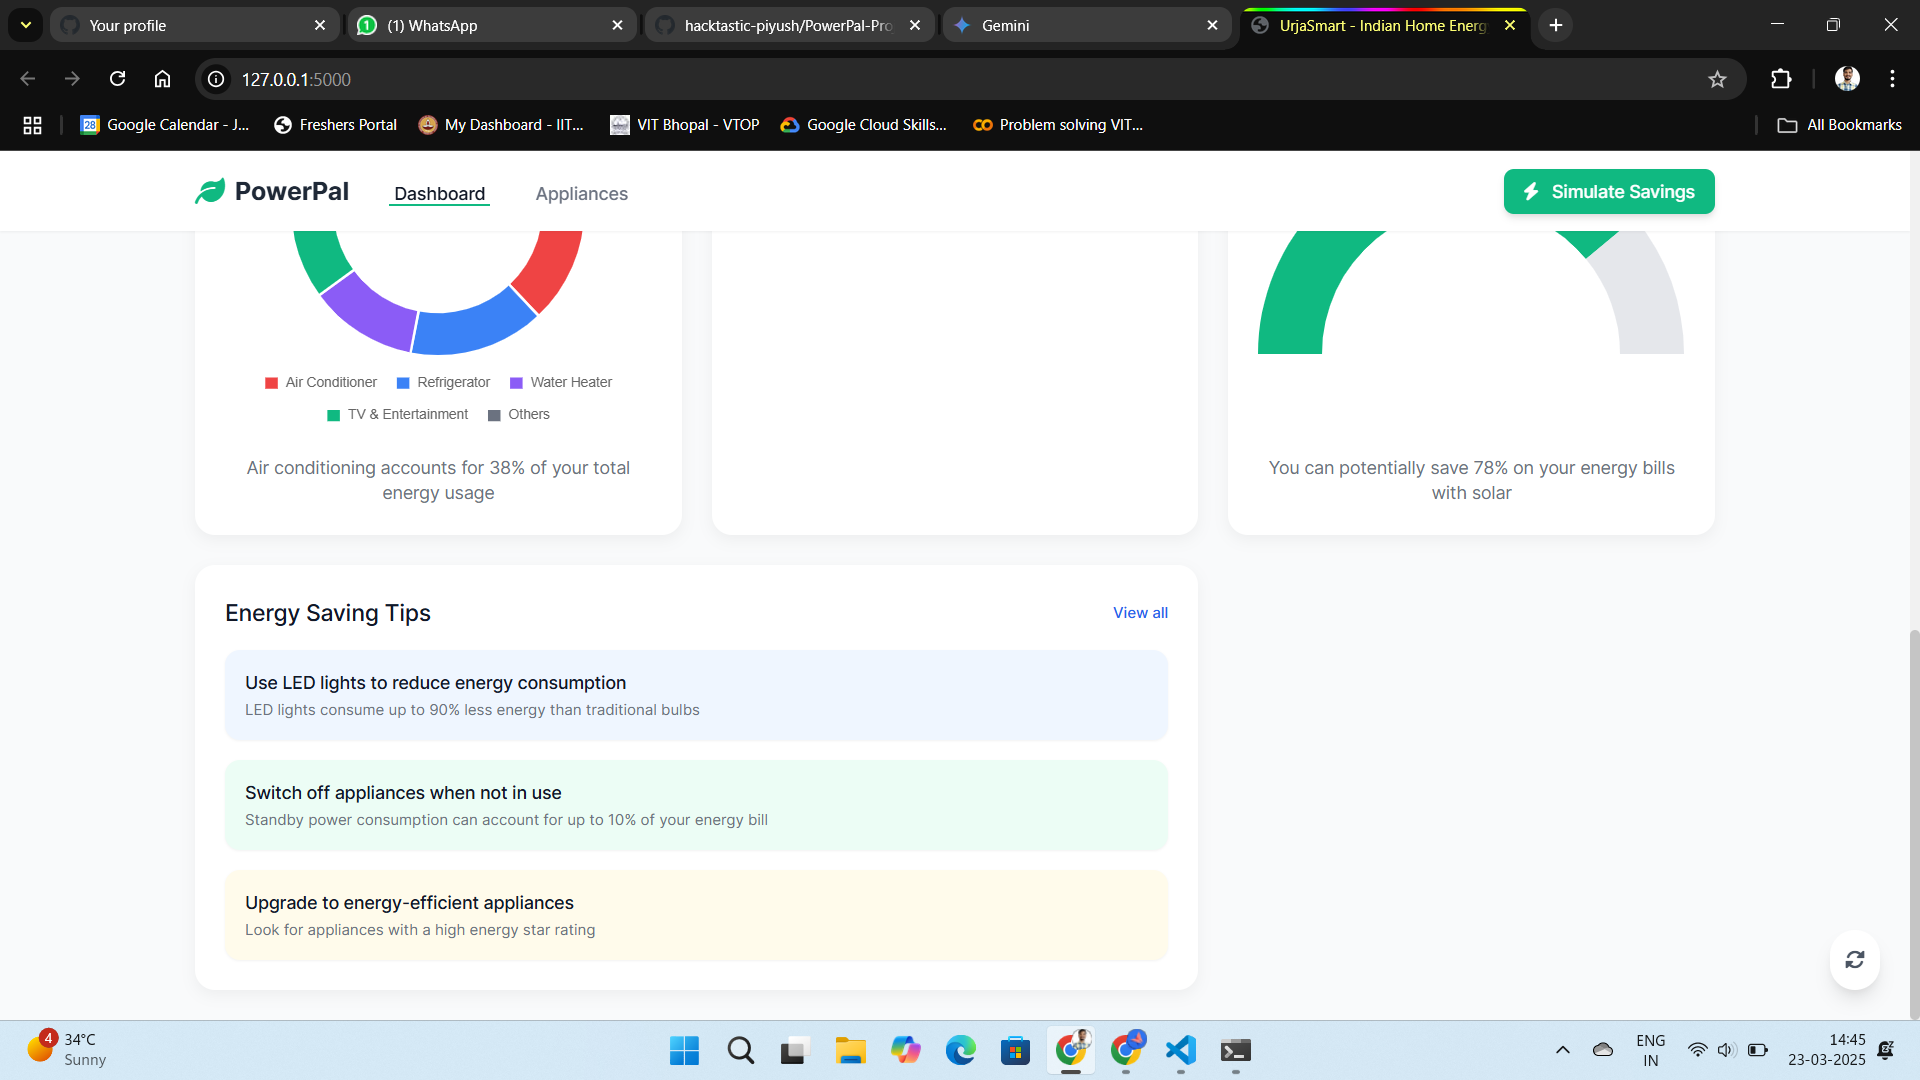 Your profile
(1) WhatsApp
hacktastic-piyush/PowerPal-Pro
Gemini
UrjaSmart - Indian Home Energ
127.0.0.1:5000
28
Google Calendar - J...
Freshers Portal
My Dashboard - IIT...
VIT Bhopal - VTOP
Google Cloud Skills...
Problem solving VIT...
All Bookmarks
PowerPal
Dashboard
Appliances
Simulate Savings
Air Conditioner
Refrigerator
Water Heater
TV & Entertainment
Others
Air conditioning accounts for 38% of your total
energy usage
You can potentially save 78% on your energy bills
with solar
Energy Saving Tips
View all
Use LED lights to reduce energy consumption
LED lights consume up to 90% less energy than traditional bulbs
Switch off appliances when not in use
Standby power consumption can account for up to 10% of your energy bill
Upgrade to energy-efficient appliances
Look for appliances with a high energy star rating
4
34°C
Sunny
ENG
IN
14:45
23-03-2025